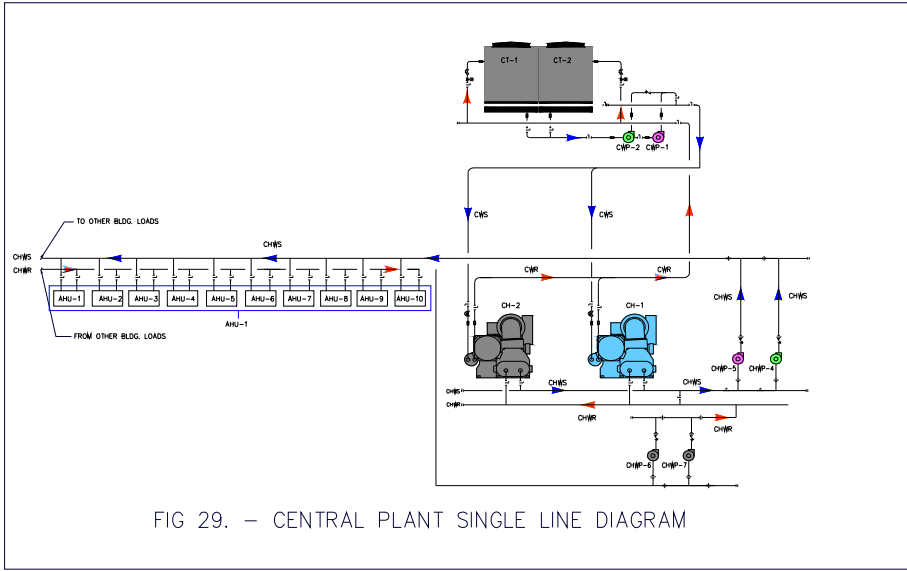 CT-1 CT-2
CWP-2 CWP-1
CWS CWS
TO OTHER BLDG. LOADS
CHWS
CHWS
CHWR
CWR CWR
AHU-1 AHU-2 AHU-3 AHU-4 AHU-5 AHU-6 AHU-7 AHU-8 AHU-9 AHU-10
AHU-1
FROM OTHER BLDG. LOADS
CHWS CHWS
CH-2 CH-1
CHWP-5 CHWP-4
CHWS CHWS CHWS
CHWR
CHWR
CHWR
CHWP-6 CHWP-7
FIG 29. - CENTRAL PLANT SINGLE LINE DIAGRAM